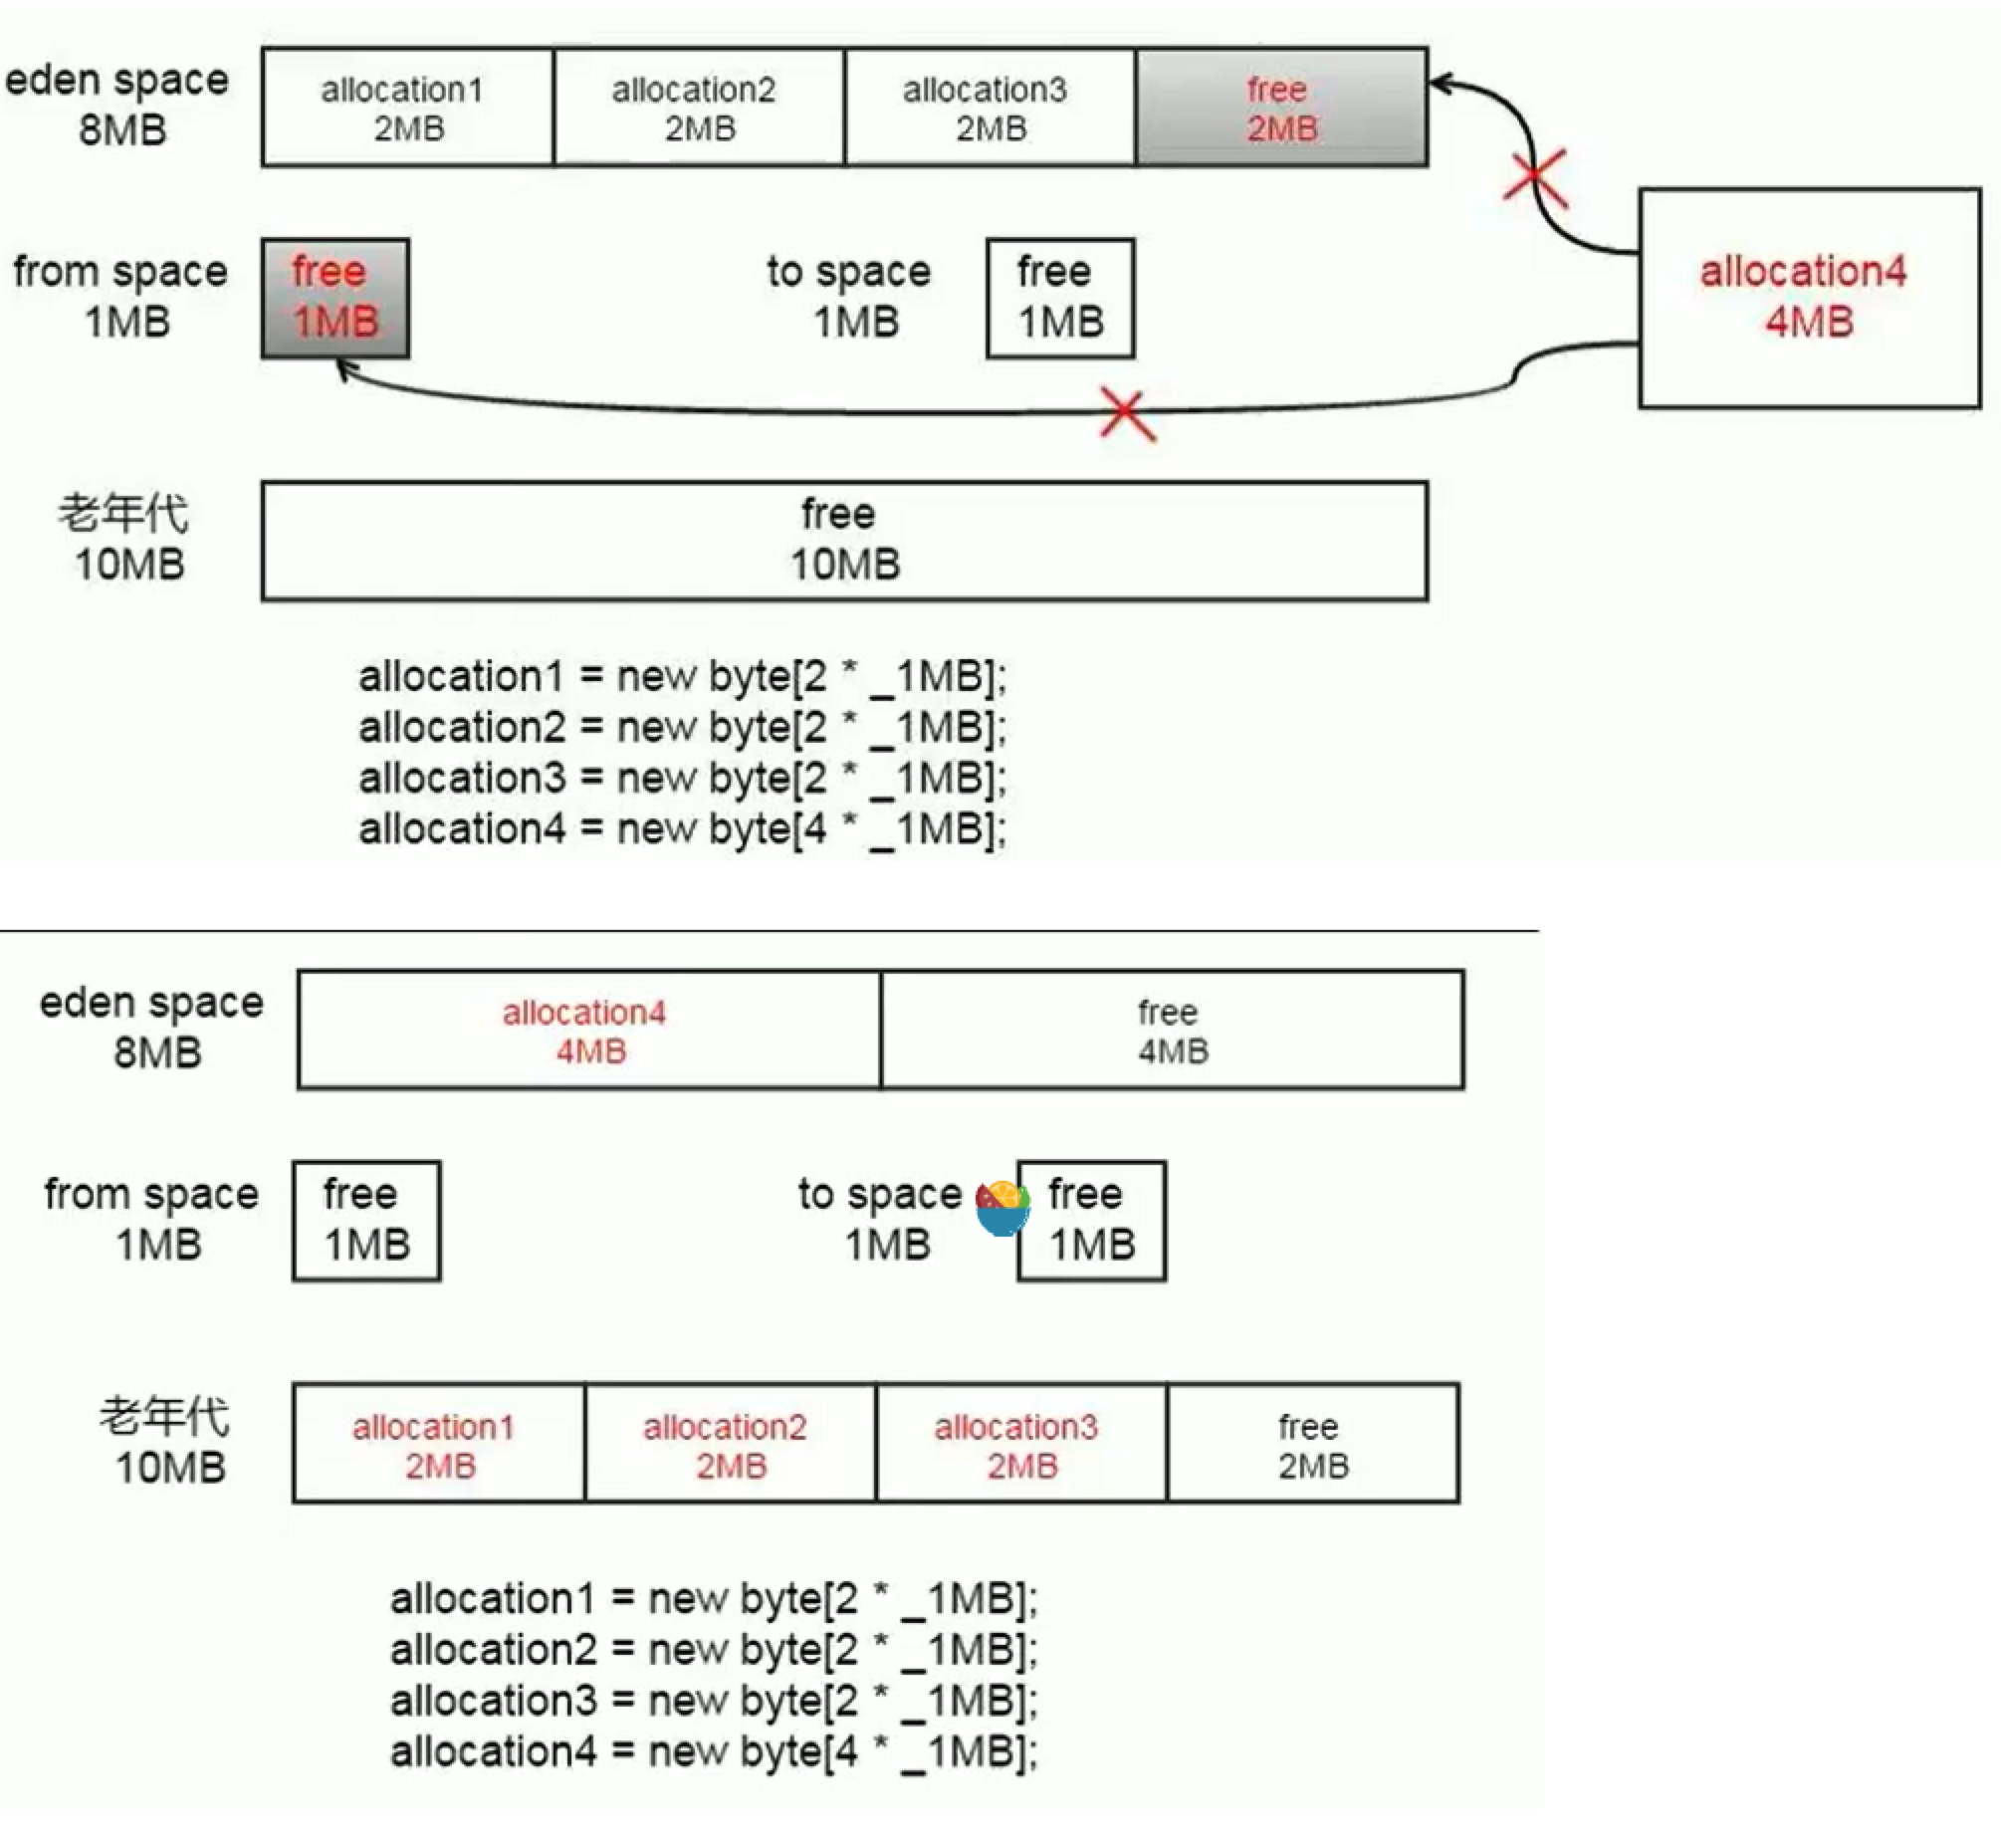 eden space
8MB
allocation1
2MB
allocation2
2MB
allocation3
2MB
free
2MB
from space
1MB
free
1MB
to space
1MB
free
1MB
allocation4
4MB
老年代
10MB
free
10MB
allocation1 = new byte[2 * _1MB];
allocation2 = new byte[2 * _1MB];
allocation3 = new byte[2 * _1MB];
allocation4 = new byte[4 * _1MB];
eden space
8MB
allocation4
4MB
free
4MB
from space
1MB
free
1MB
to space
1MB
free
1MB
老年代
10MB
allocation1
2MB
allocation2
2MB
allocation3
2MB
free
2MB
allocation1 = new byte[2 * _1MB];
allocation2 = new byte[2 * _1MB];
allocation3 = new byte[2 * _1MB];
allocation4 = new byte[4 * _1MB];